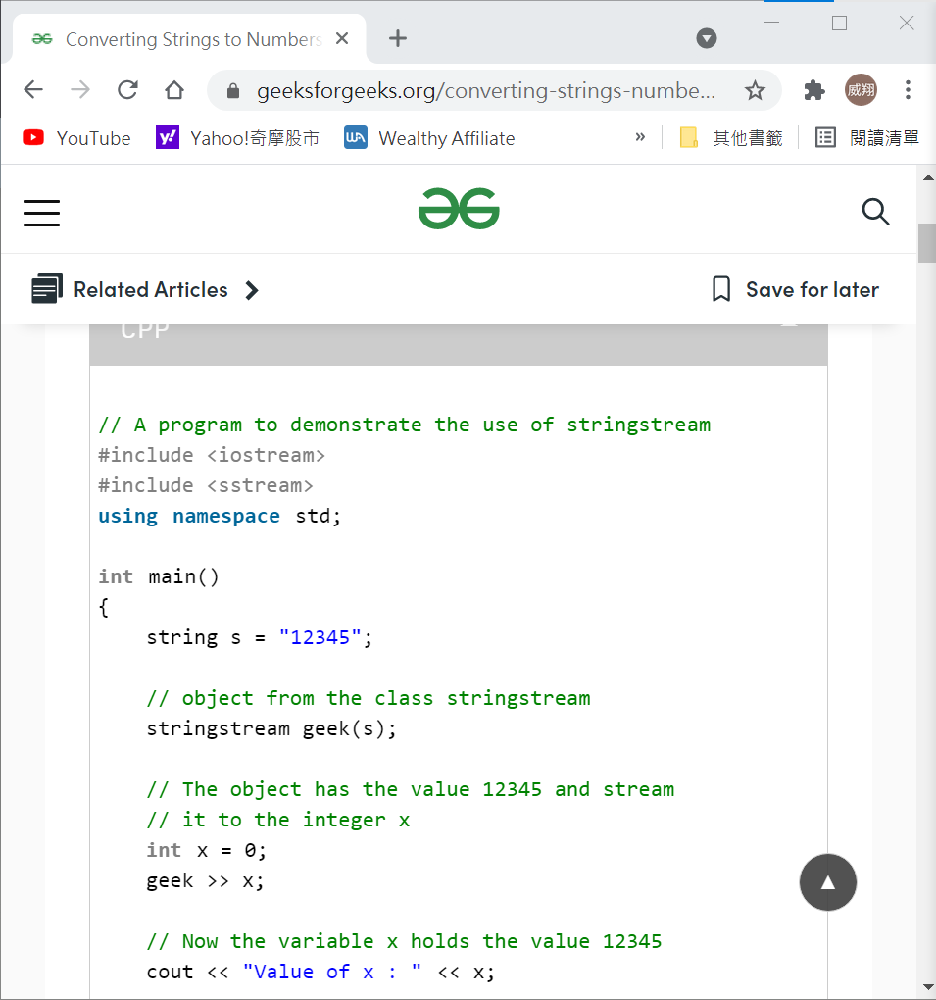 Converting Strings to Numbers
geeksforgeeks.org/converting-strings-numbe...
威翔
YouTube
Yahoo!奇摩股市
Wealthy Affiliate
»
其他書籤
閱讀清單
Related Articles
Save for later
CPP
// A program to demonstrate the use of stringstream
#include <iostream>
#include <sstream>
using namespace std;
int main()
{
string s = "12345";
// object from the class stringstream
stringstream geek(s);
// The object has the value 12345 and stream
// it to the integer x
int x = 0;
geek >> x;
// Now the variable x holds the value 12345
cout << "Value of x : " << x;